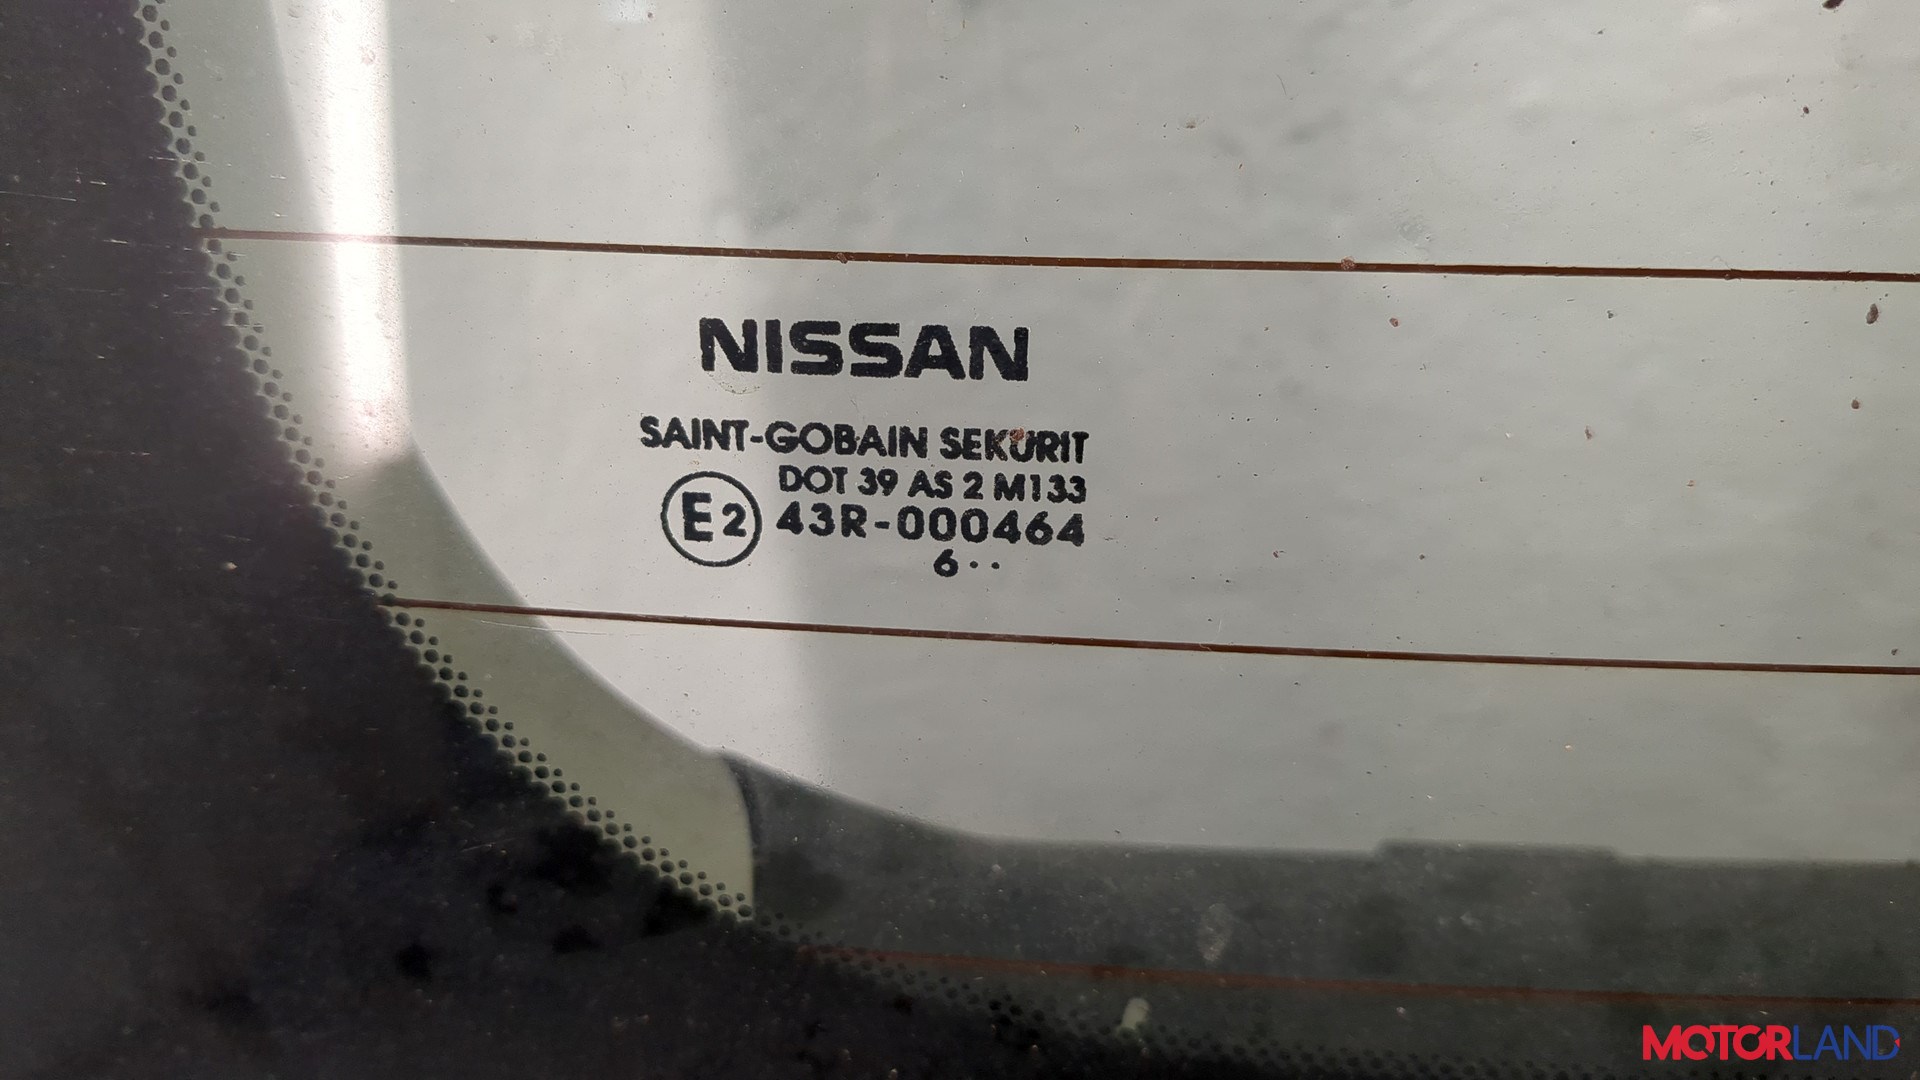 NISSAN
SAINT-GOBAIN SEKURIT
DOT 39 AS 2 M133
E2 43R-000464
6··
MOTORLAND